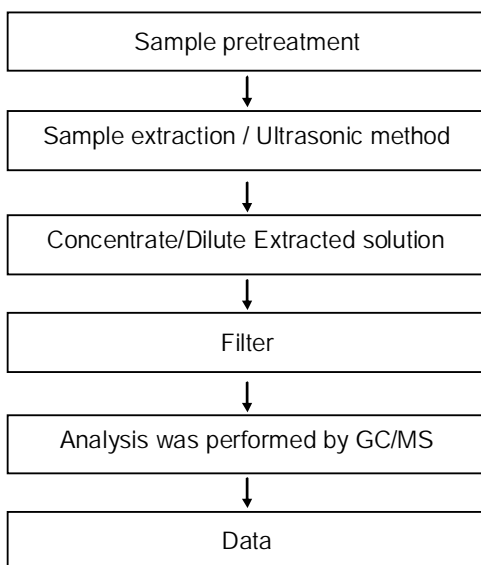 Sample pretreatment
Sample extraction / Ultrasonic method
Concentrate/Dilute Extracted solution
Filter
Analysis was performed by GC/MS
Data